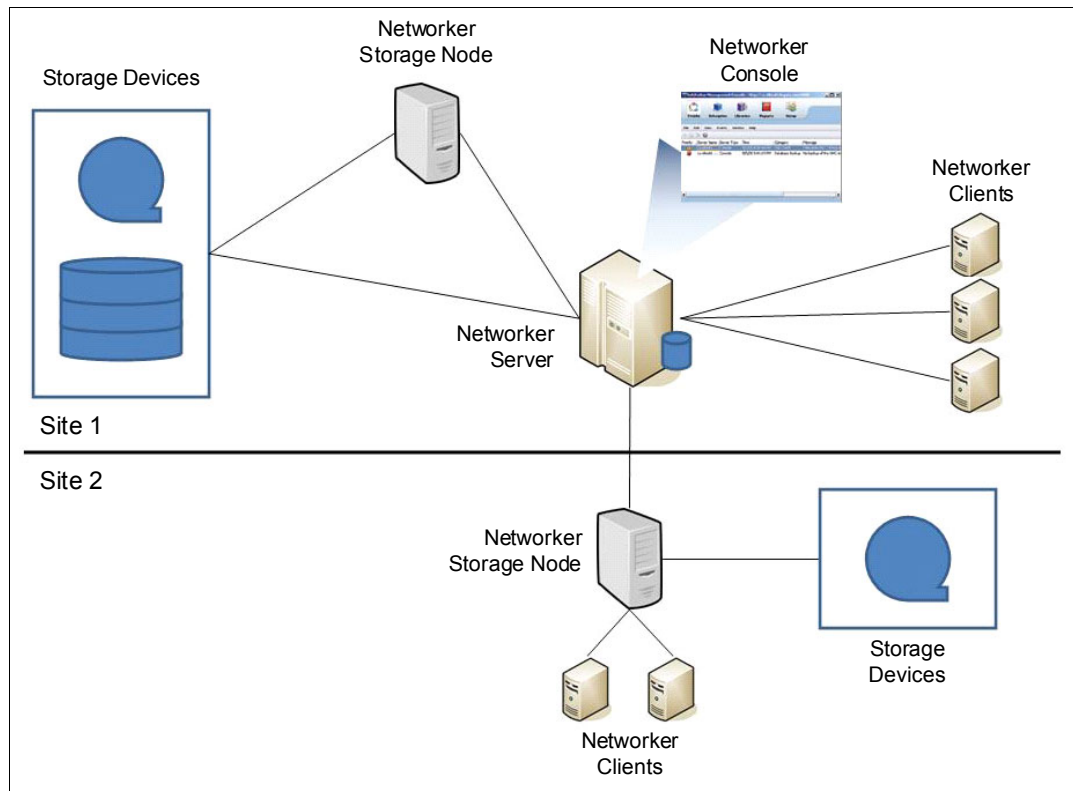 Networker
Storage Node
Networker
Console
Storage Devices
Networker
Clients
Networker
Server
Site 1
Site 2
Networker
Storage Node
Storage
Devices
Networker
Clients